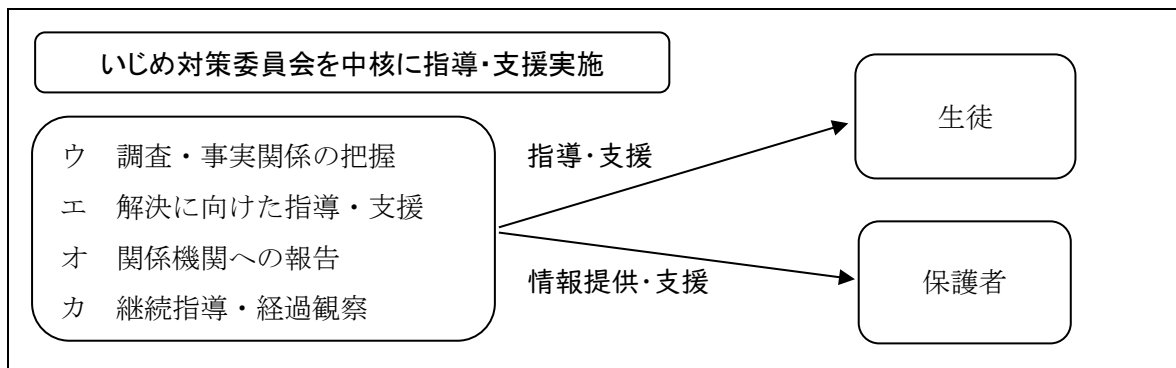 いじめ対策委員会を中核に指導・支援実施
ウ 調査・事実関係の把握
エ 解決に向けた指導・支援
オ 関係機関への報告
カ 継続指導・経過観察
指導・支援
情報提供・支援
生徒
保護者